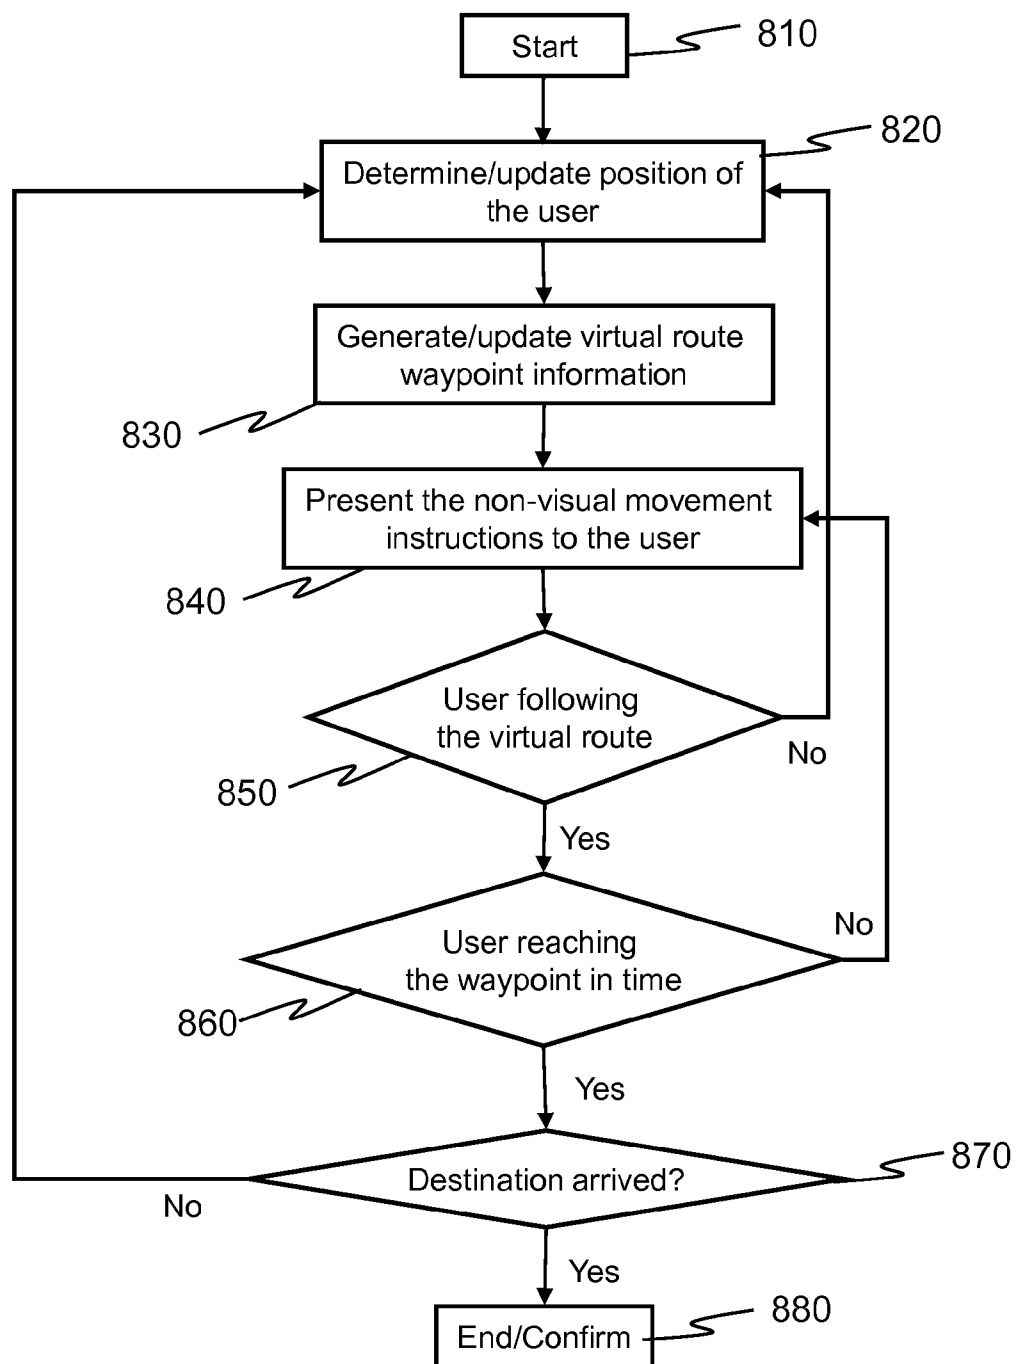 Start
810
820
Determine/update position of
the user
Generate/update virtual route
waypoint information
830
Present the non-visual movement
instructions to the user
840
User following
the virtual route
No
850
Yes
No
User reaching
the waypoint in time
860
Yes
870
Destination arrived?
No
Yes
880
End/Confirm